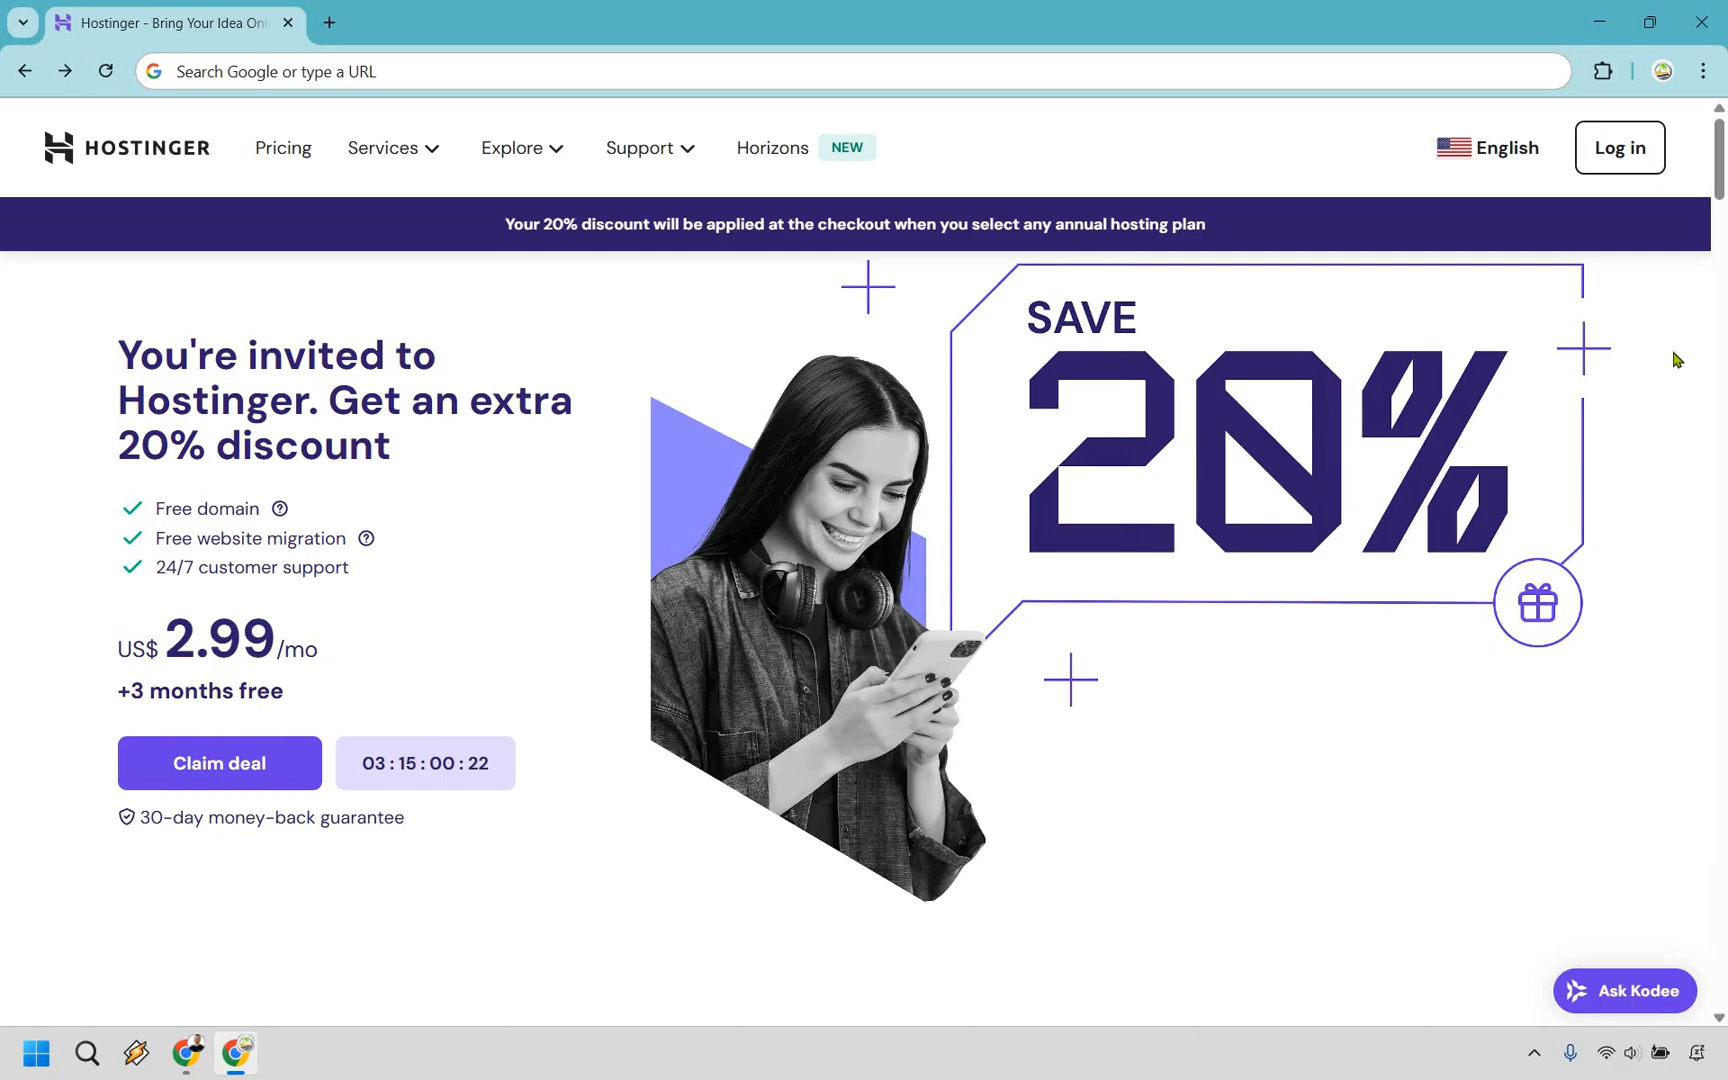 Hostinger - Bring Your Idea Onl
Search Google or type a URL
HOSTINGER
Pricing
Services
Explore
Support
Horizons
NEW
English
Log in
Your 20% discount will be applied at the checkout when you select any annual hosting plan
You're invited to
Hostinger. Get an extra
20% discount
Free domain
Free website migration
24/7 customer support
US$ 2.99/mo
+3 months free
Claim deal
03 : 15 : 00 : 22
30-day money-back guarantee
SAVE
20%
Ask Kodee